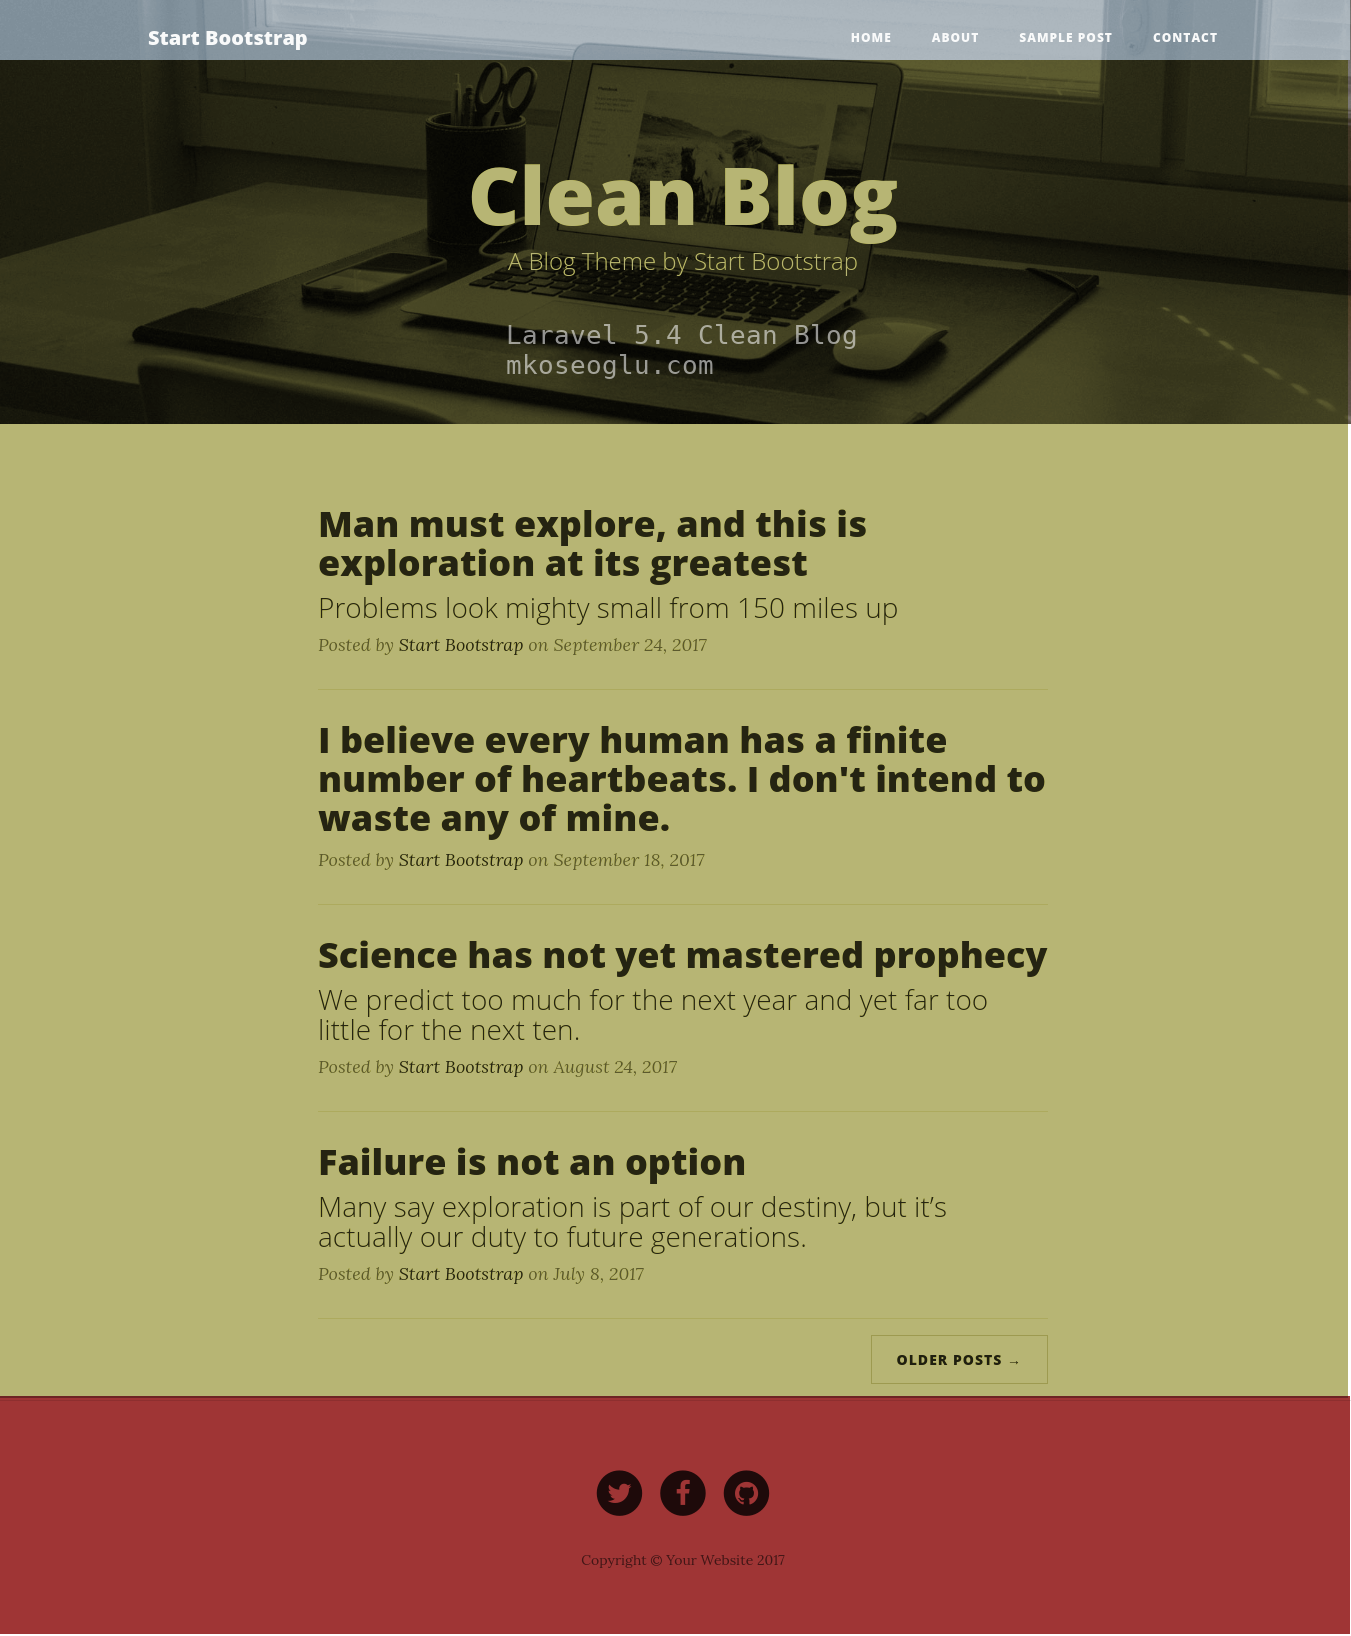 Start Bootstrap
HOME ABOUT SAMPLE POST CONTACT
Clean Blog
A Blog Theme by Start Bootstrap
Laravel 5.4 Clean Blog
mkoseoglu.com
Man must explore, and this is
exploration at its greatest
Problems look mighty small from 150 miles up
Posted by Start Bootstrap on September 24, 2017
I believe every human has a finite
number of heartbeats. I don't intend to
waste any of mine.
Posted by Start Bootstrap on September 18, 2017
Science has not yet mastered prophecy
We predict too much for the next year and yet far too
little for the next ten.
Posted by Start Bootstrap on August 24, 2017
Failure is not an option
Many say exploration is part of our destiny, but it’s
actually our duty to future generations.
Posted by Start Bootstrap on July 8, 2017
OLDER POSTS →
Copyright © Your Website 2017